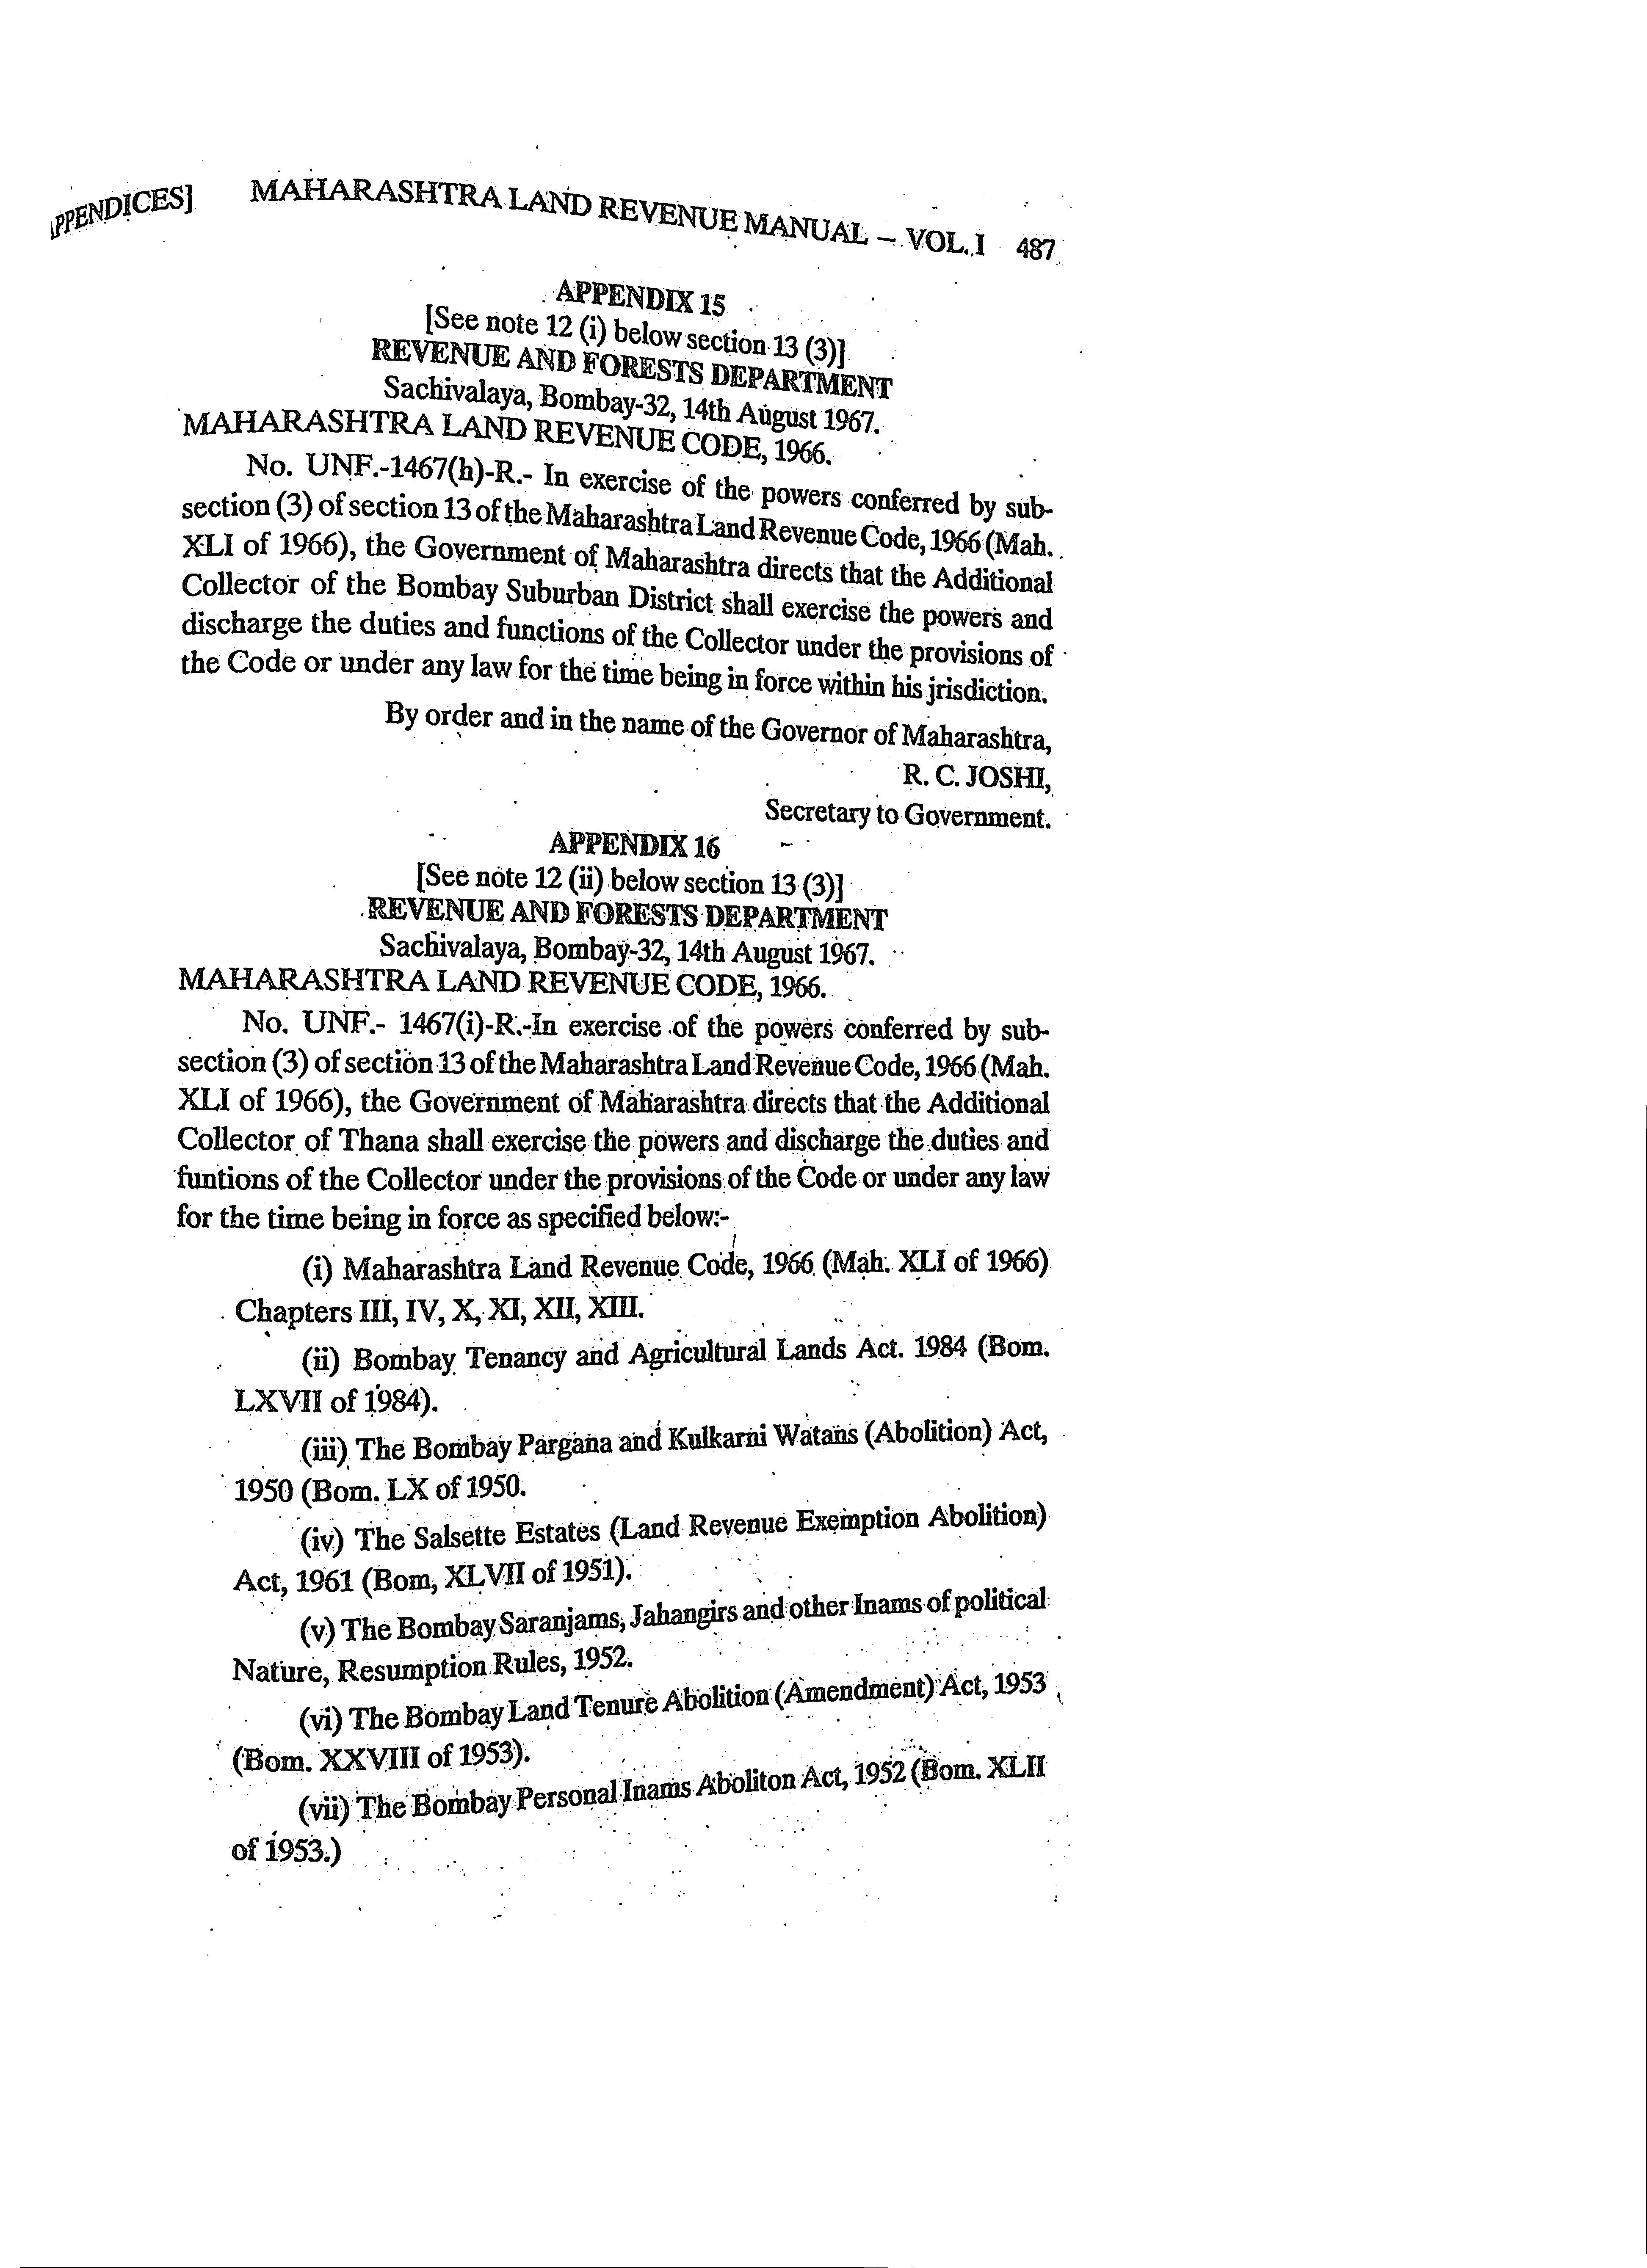 PPENDICES] MAHARASHTRA LAND REVENUE MANUAL – VOL. I 487
APPENDIX 15
[See note 12 (i) below section 13 (3)]
REVENUE AND FORESTS DEPARTMENT
Sachivalaya, Bombay-32, 14th August 1967.
MAHARASHTRA LAND REVENUE CODE, 1966.
No. UNF.-1467(h)-R.- In exercise of the powers conferred by sub-
section (3) of section 13 of the Maharashtra Land Revenue Code, 1966 (Mah.
XLI of 1966), the Government of Maharashtra directs that the Additional
Collector of the Bombay Suburban District shall exercise the powers and
discharge the duties and functions of the Collector under the provisions of
the Code or under any law for the time being in force within his jrisdiction.
By order and in the name of the Governor of Maharashtra,
R. C. JOSHI,
Secretary to Government.
APPENDIX 16
[See note 12 (ii) below section 13 (3)]
REVENUE AND FORESTS DEPARTMENT
Sachivalaya, Bombay-32, 14th August 1967.
MAHARASHTRA LAND REVENUE CODE, 1966.
No. UNF.- 1467(i)-R.-In exercise of the powers conferred by sub-
section (3) of section 13 of the Maharashtra Land Revenue Code, 1966 (Mah.
XLI of 1966), the Government of Maharashtra directs that the Additional
Collector of Thana shall exercise the powers and discharge the duties and
funtions of the Collector under the provisions of the Code or under any law
for the time being in force as specified below:-
(i) Maharashtra Land Revenue Code, 1966 (Mah. XLI of 1966)
Chapters III, IV, X, XI, XII, XIII.
(ii) Bombay Tenancy and Agricultural Lands Act. 1984 (Bom.
LXVII of 1984).
(iii) The Bombay Pargana and Kulkarni Watans (Abolition) Act,
1950 (Bom. LX of 1950.
(iv) The Salsette Estates (Land Revenue Exemption Abolition)
Act, 1961 (Bom, XLVII of 1951).
(v) The Bombay Saranjams, Jahangirs and other Inams of political
Nature, Resumption Rules, 1952.
(vi) The Bombay Land Tenure Abolition (Amendment) Act, 1953
(Bom. XXVIII of 1953).
(vii) The Bombay Personal Inams Aboliton Act, 1952 (Bom. XLII
of 1953.)